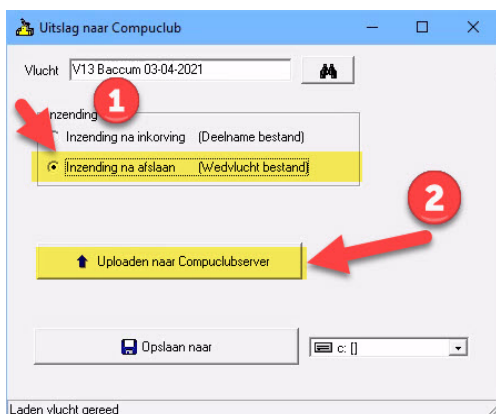 Uitslag naar Compuclub
Vlucht V13 Baccum 03-04-2021
1
Inzending
Inzending na inkorving (Deelname bestand)
Inzending na afslaan (Wedvlucht bestand)
2
Uploaden naar Compuclubserver
Opslaan naar c: []
Laden vlucht gereed